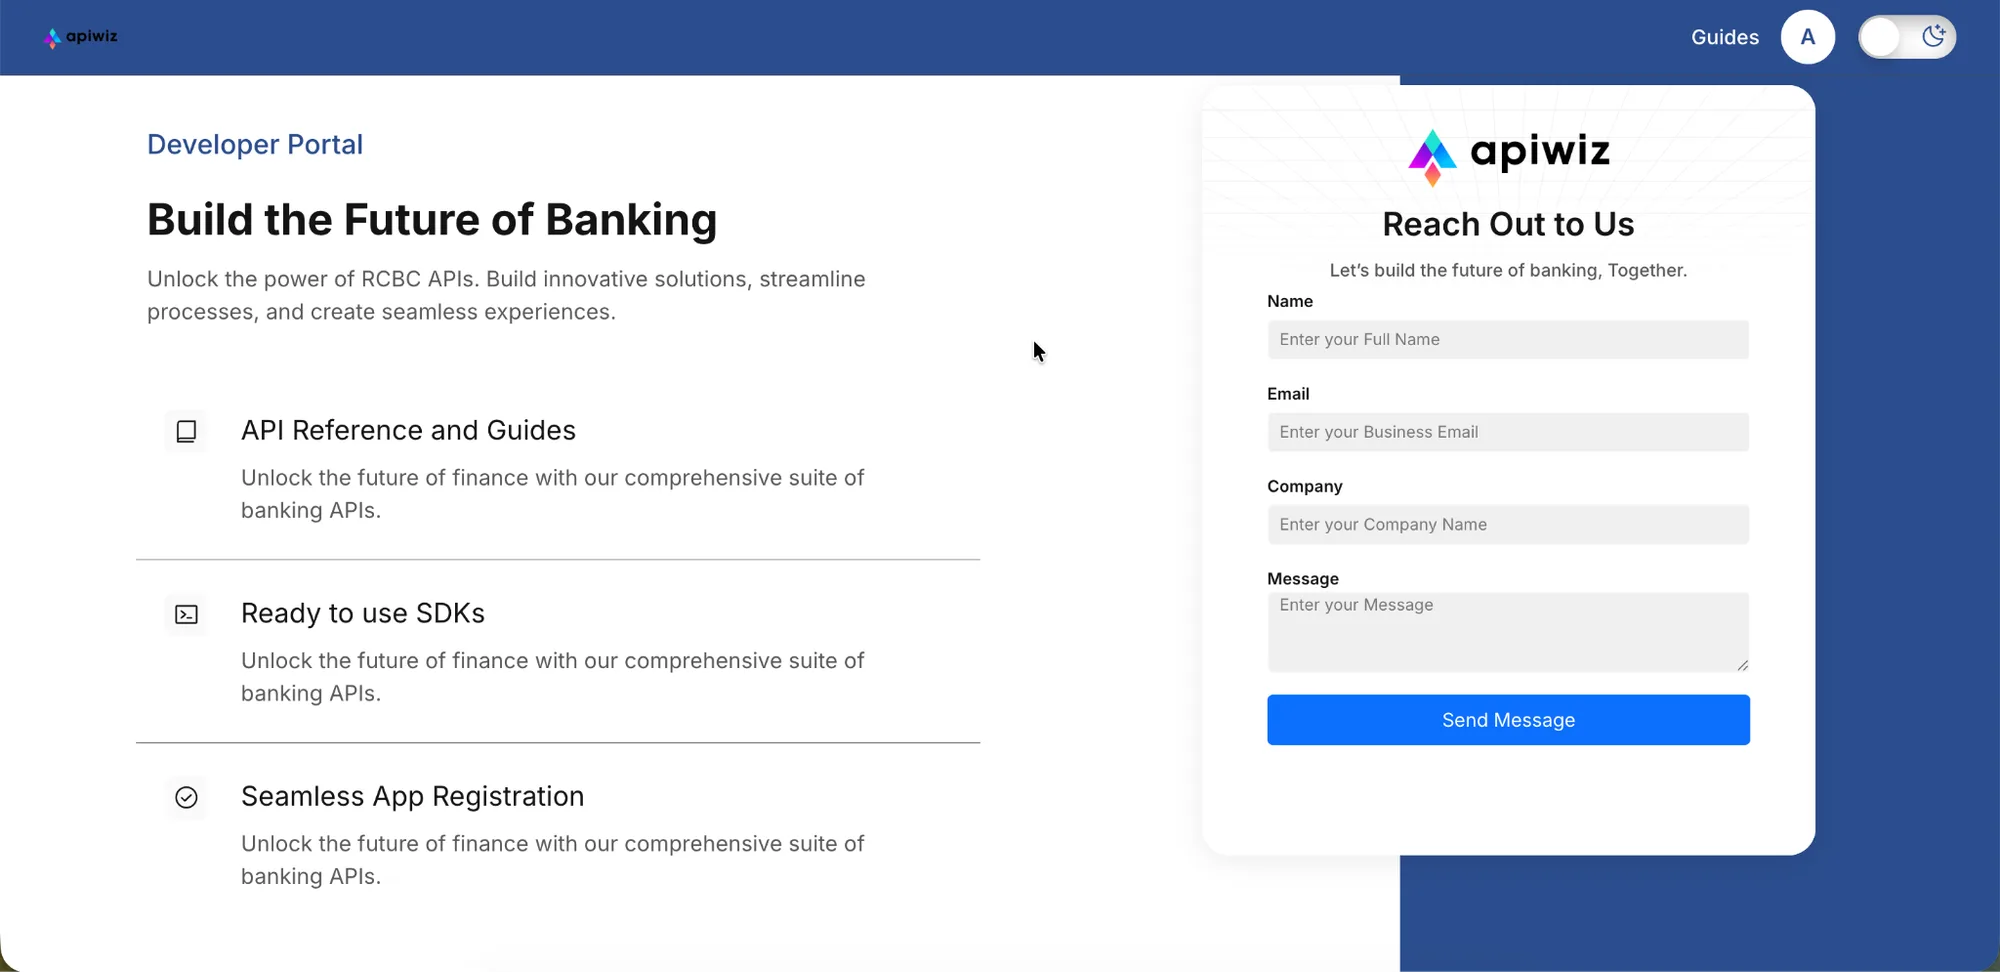 apiwiz
Guides
A
Developer Portal
Build the Future of Banking
Unlock the power of RCBC APIs. Build innovative solutions, streamline
processes, and create seamless experiences.
API Reference and Guides
Unlock the future of finance with our comprehensive suite of
banking APIs.
Ready to use SDKs
Unlock the future of finance with our comprehensive suite of
banking APIs.
Seamless App Registration
Unlock the future of finance with our comprehensive suite of
banking APIs.
apiwiz
Reach Out to Us
Let’s build the future of banking, Together.
Name
Enter your Full Name
Email
Enter your Business Email
Company
Enter your Company Name
Message
Enter your Message
Send Message